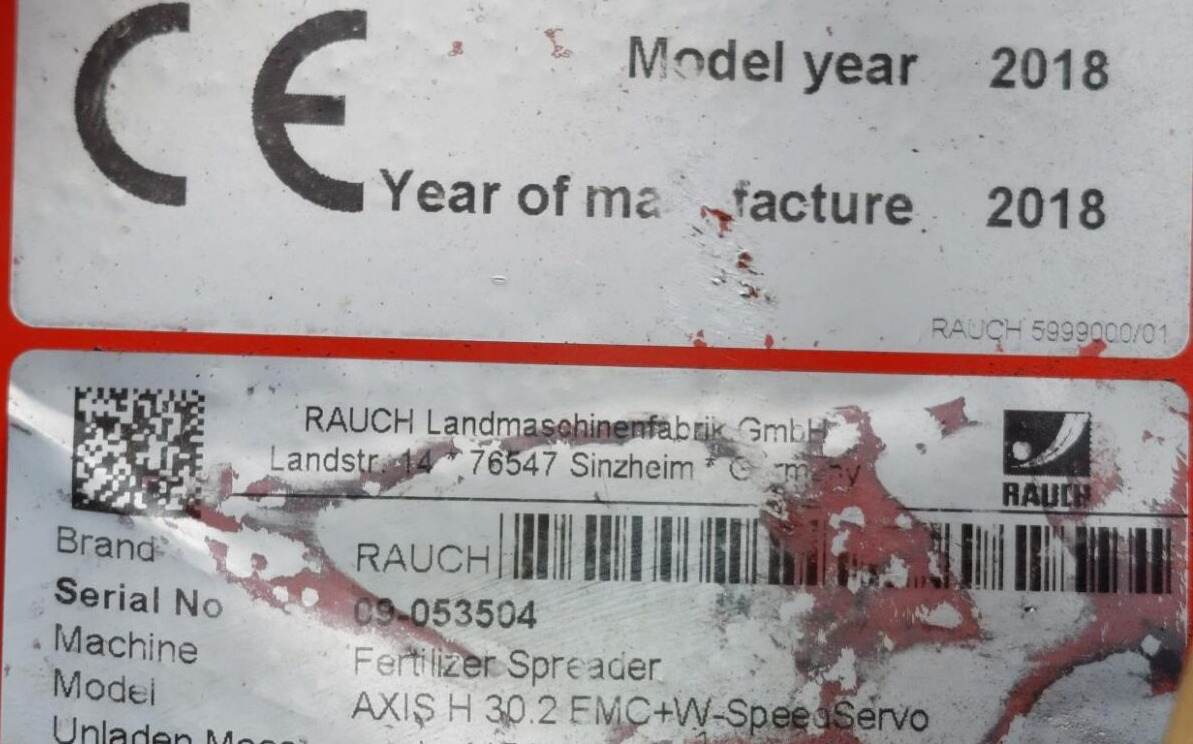 CE
Model year 2018
Year of ma facture 2018
RAUCH 5999000/01
RAUCH Landmaschinenfabrik GmbH
Landstr. 14 * 76547 Sinzheim *
RAUCH
Brand RAUCH
Serial No 09-053504
Machine Fertilizer Spreader
Model AXIS H 30.2 EMC+W-SpeedServo
Unladen